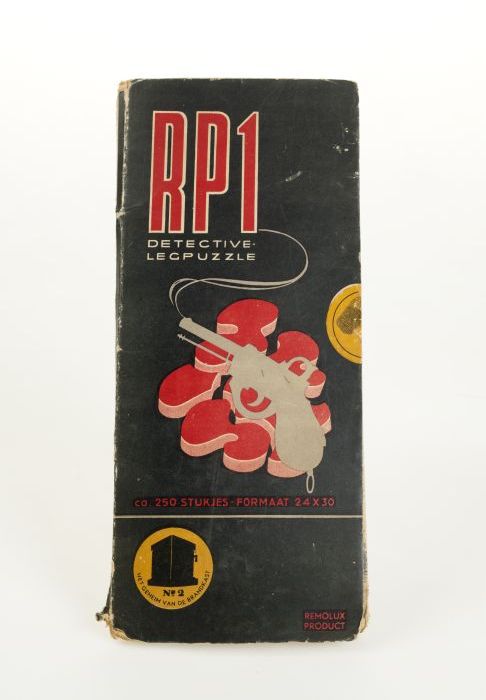 RP1
DETECTIVE-
LEGPUZZLE
ca. 250 STUKJES - FORMAAT 24 X 30
Nº 2
HET GEHEIM VAN DE BRANDKAST
REMOLUX
PRODUCT